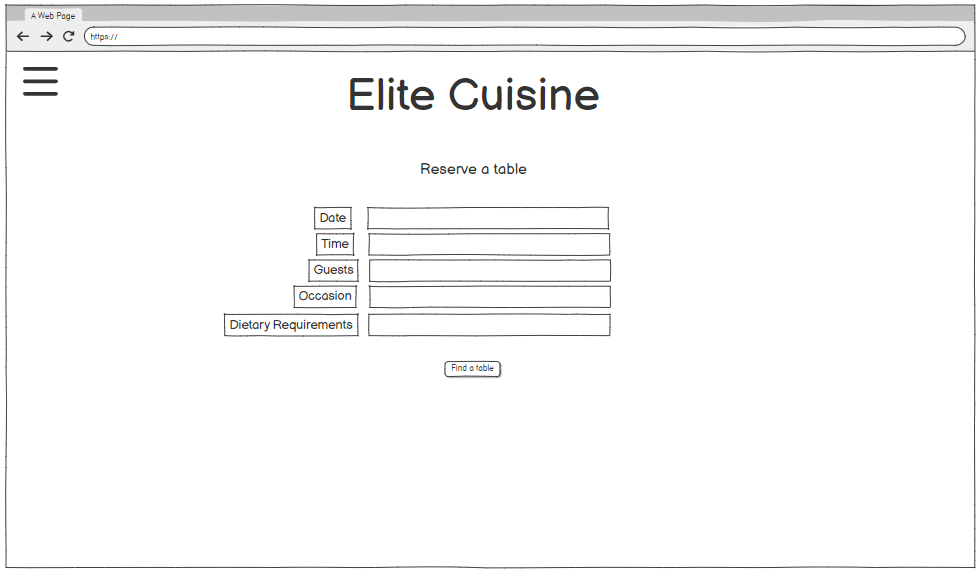 A Web Page
https://
Elite Cuisine
Reserve a table
Date
Time
Guests
Occasion
Dietary Requirements
Find a table